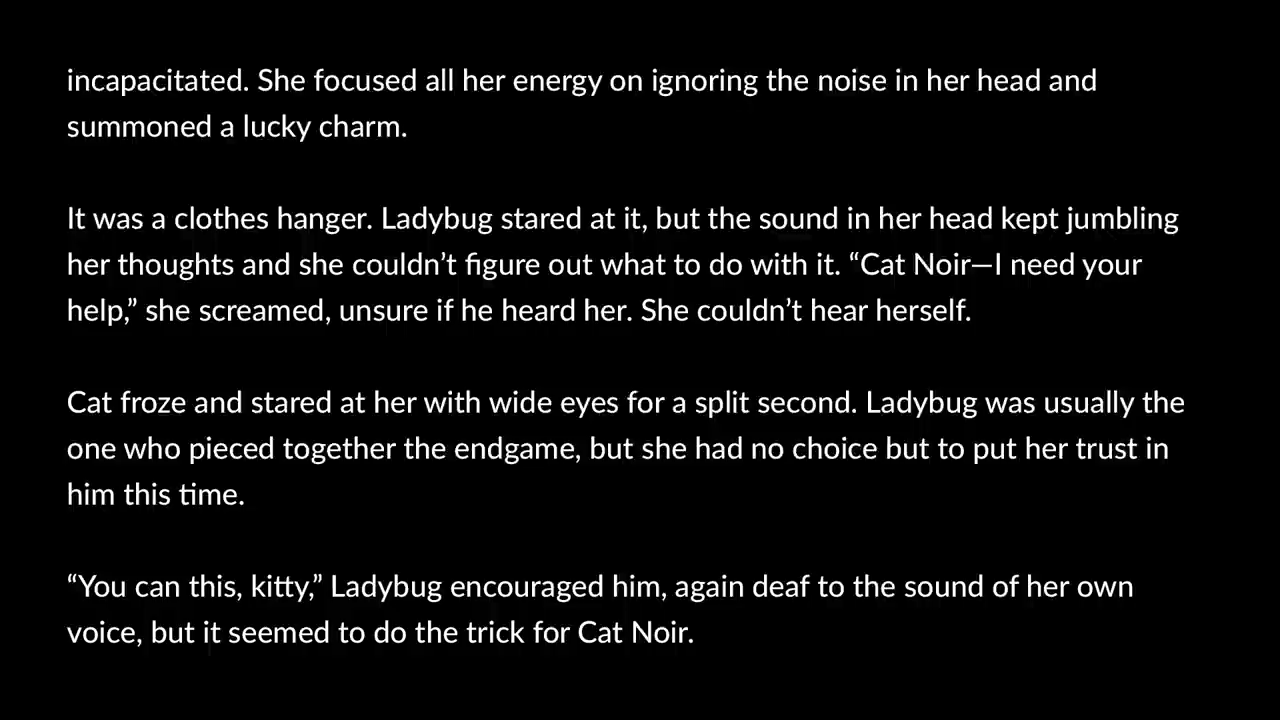 incapacitated. She focused all her energy on ignoring the noise in her head and
summoned a lucky charm.
It was a clothes hanger. Ladybug stared at it, but the sound in her head kept jumbling
her thoughts and she couldn’t figure out what to do with it. “Cat Noir—I need your
help,” she screamed, unsure if he heard her. She couldn’t hear herself.
Cat froze and stared at her with wide eyes for a split second. Ladybug was usually the
one who pieced together the endgame, but she had no choice but to put her trust in
him this time.
“You can this, kitty,” Ladybug encouraged him, again deaf to the sound of her own
voice, but it seemed to do the trick for Cat Noir.